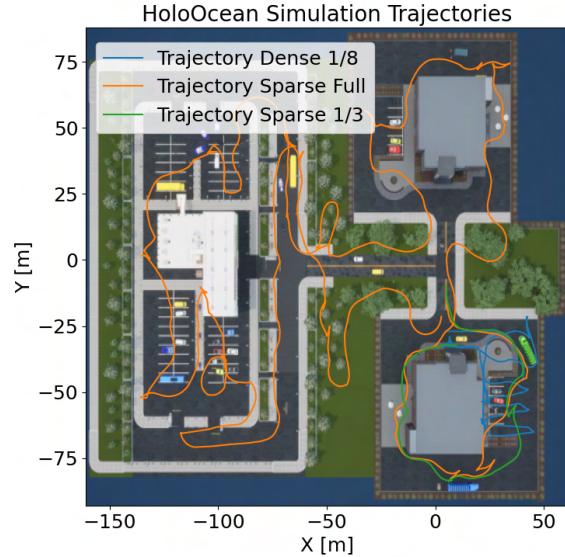 HoloOcean Simulation Trajectories
Trajectory Dense 1/8
Trajectory Sparse Full
Trajectory Sparse 1/3
Y [m]
75
50
25
0
−25
−50
−75
−150
−100
−50
0
50
X [m]